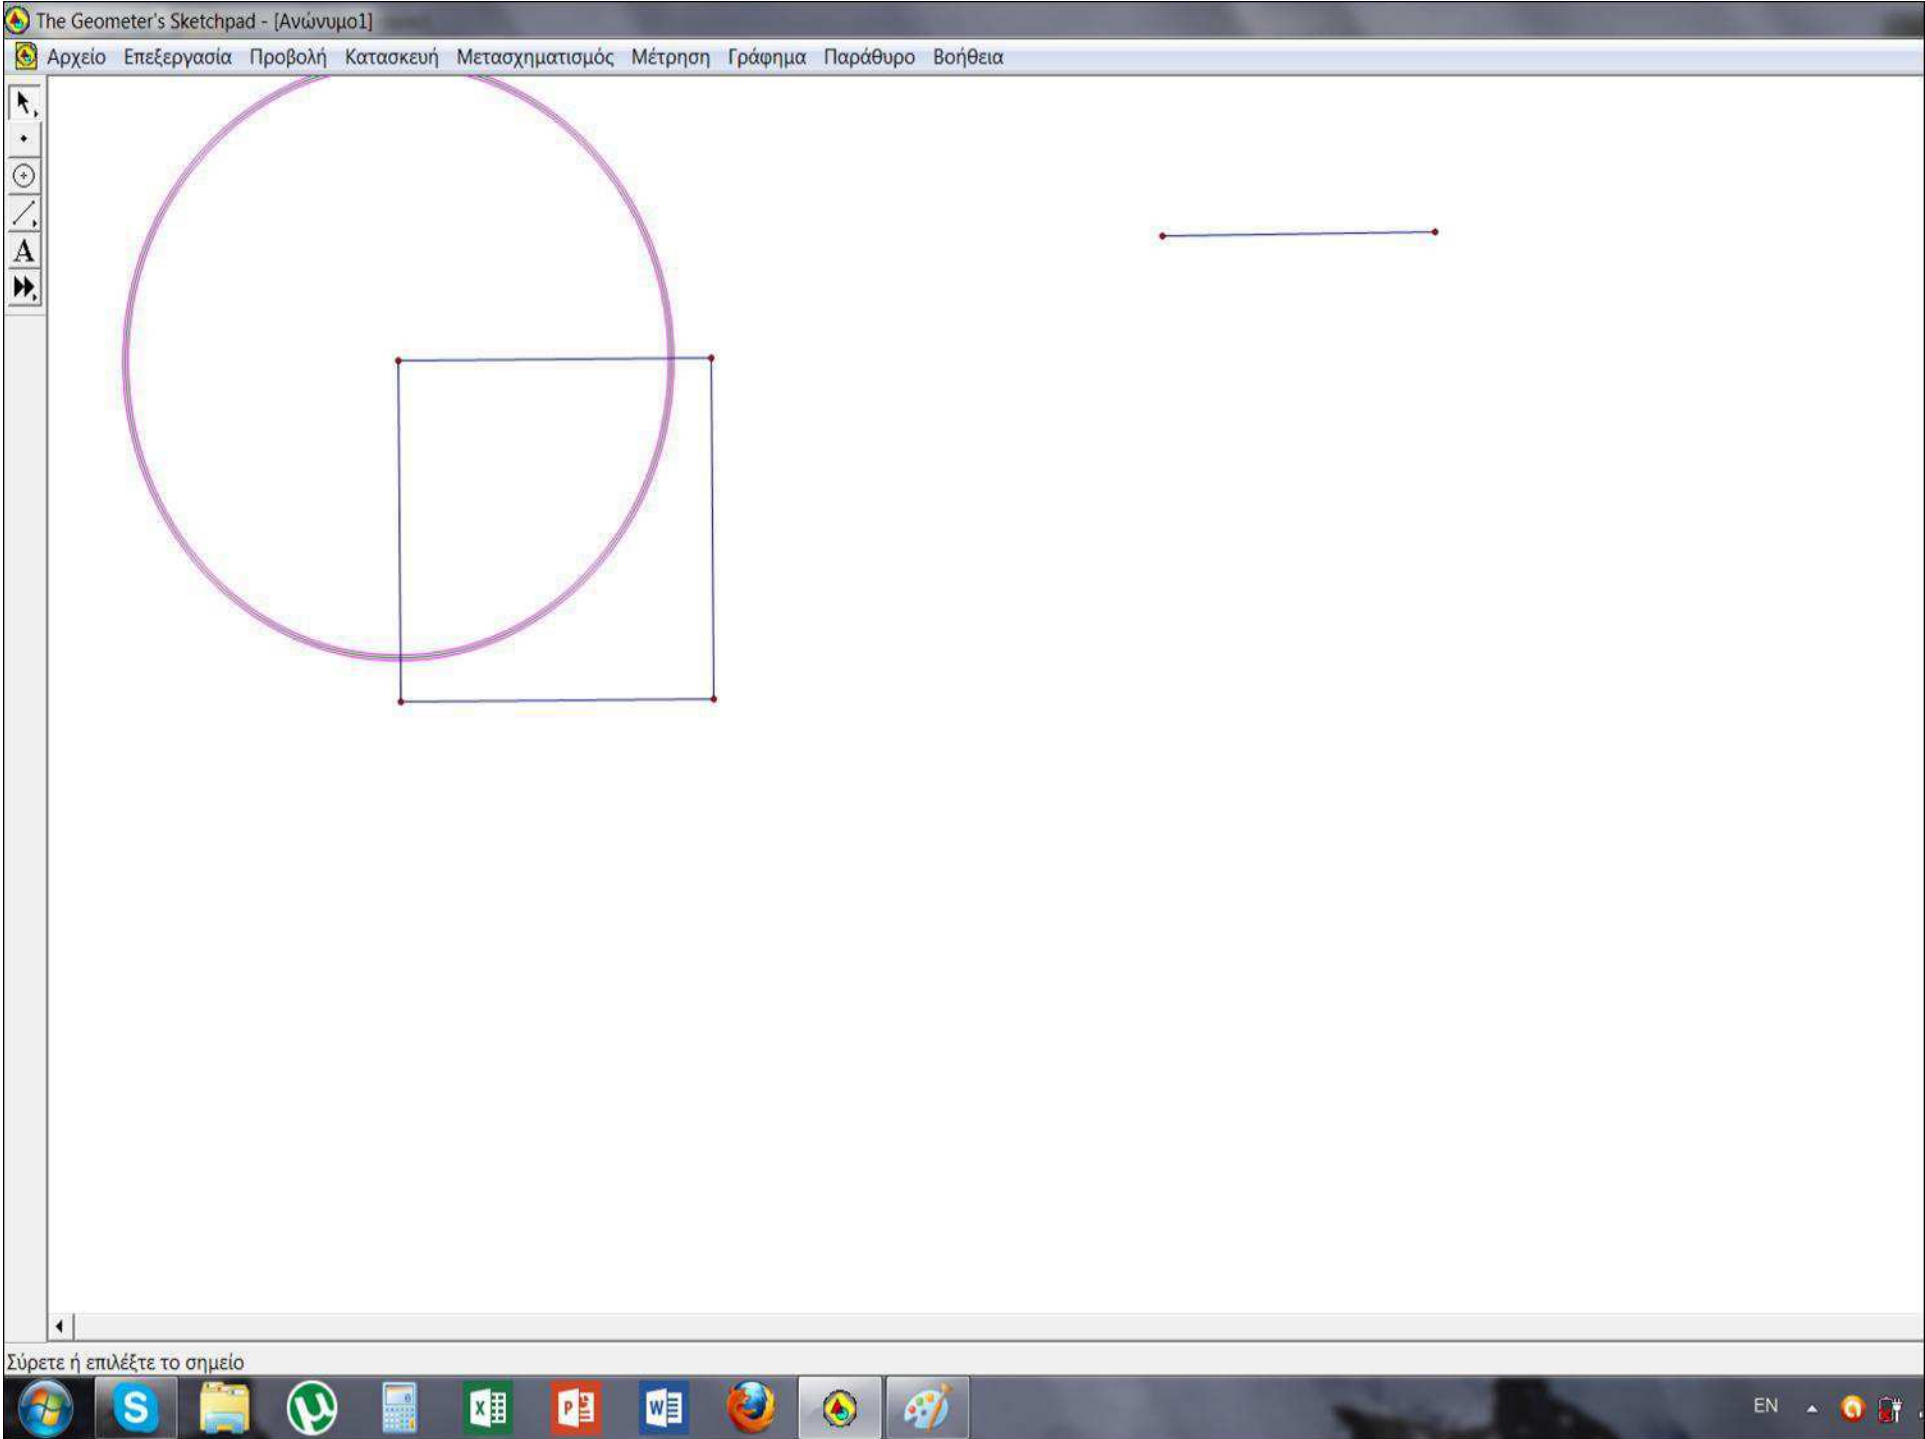 The Geometer's Sketchpad - [Ανώνυμο1]
Αρχείο Επεξεργασία Προβολή Κατασκευή Μετασχηματισμός Μέτρηση Γράφημα Παράθυρο Βοήθεια
A
Σύρετε ή επιλέξτε το σημείο
EN